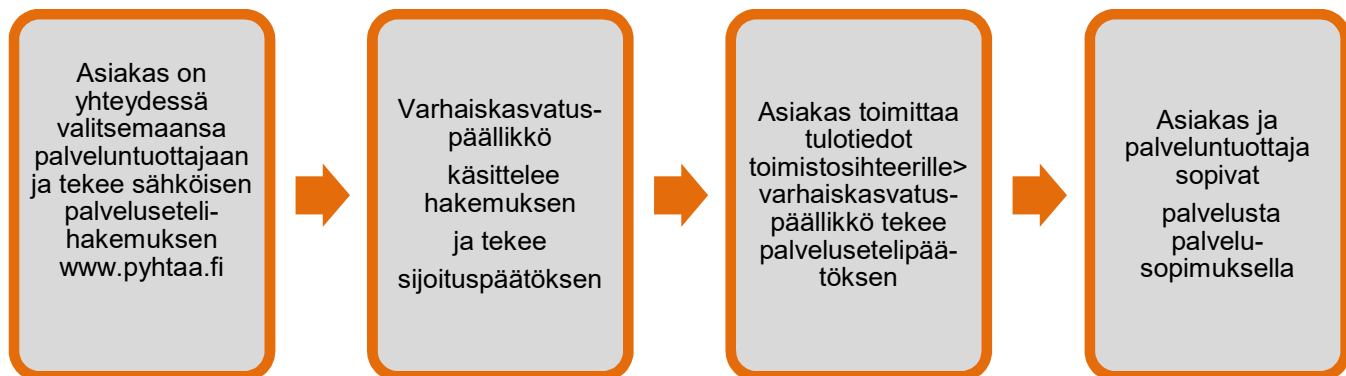 Asiakas on
yhteydessä
valitsemaansa
palveluntuottajaan
ja tekee sähköisen
palveluseteli-
hakemuksen
www.pyhtaa.fi
Varhaiskasvatus-
päällikkö
käsittelee
hakemuksen
ja tekee
sijoituspäätöksen
Asiakas toimittaa
tulotiedot
toimistosihteerille>
varhaiskasvatus-
päällikkö tekee
palvelusetelipää-
töksen
Asiakas ja
palveluntuottaja
sopivat
palvelusta
palvelu-
sopimuksella